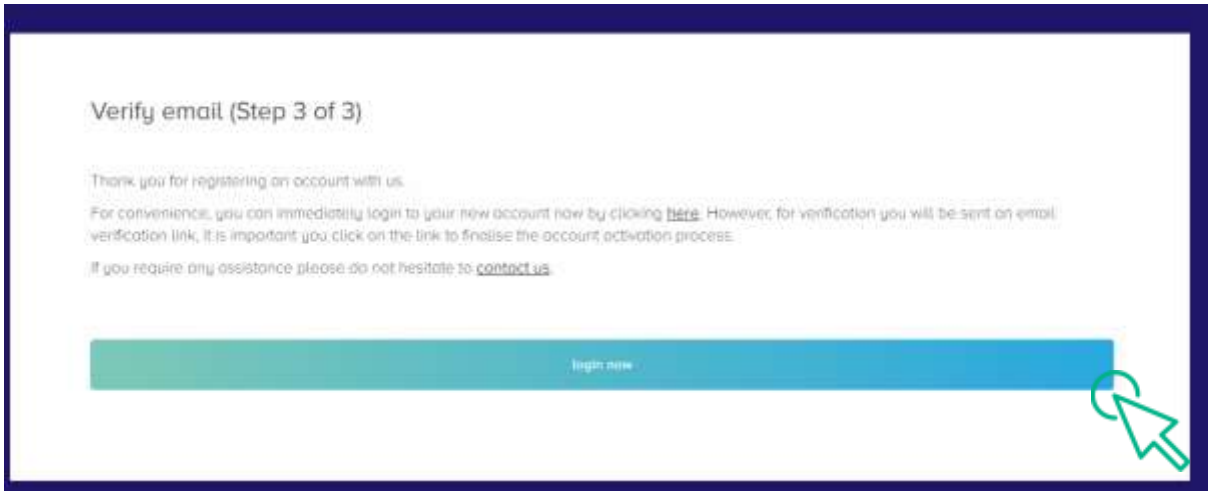 Verify email (Step 3 of 3)
Thank you for registering an account with us.
For convenience, you can immediately login to your new account now by clicking here. However, for verification you will be sent an email
verification link, it is important you click on the link to finalise the account activation process.
If you require any assistance please do not hesitate to contact us.
login now